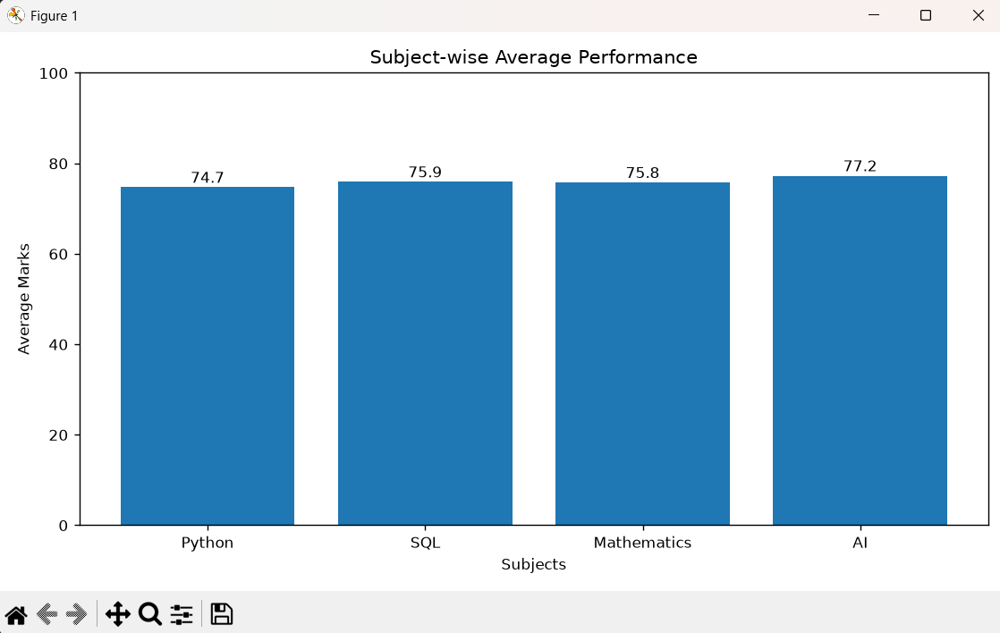 Figure 1
Subject-wise Average Performance
100
80
60
40
20
0
Average Marks
74.7
75.9
75.8
77.2
Python SQL Mathematics AI
Subjects